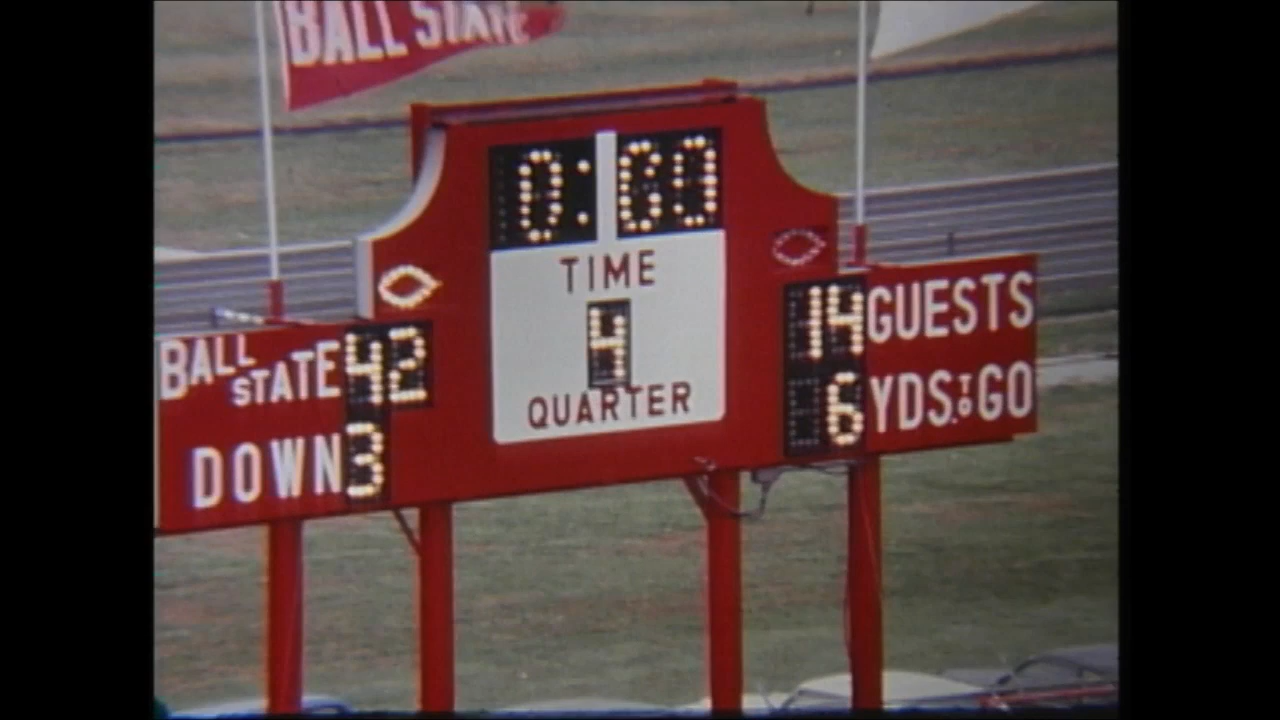 BALL STATE
0:00
TIME
4
QUARTER
BALL STATE 42
DOWN 3
14 GUESTS
6 YDS. TO GO